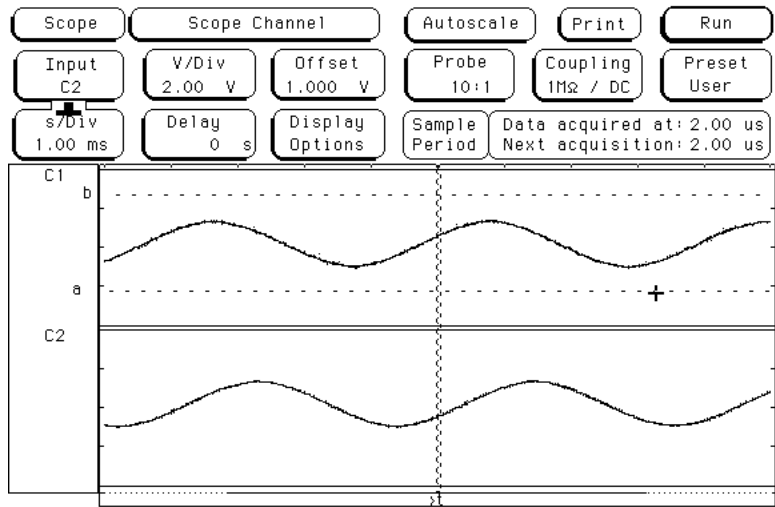 Scope Scope Channel Autoscale Print Run
Input V/Div Offset Probe Coupling Preset
C2 2.00 V 1.000 V 10:1 1MΩ / DC User
s/Div Delay Display Sample Data acquired at: 2.00 us
1.00 ms 0 s Options Period Next acquisition: 2.00 us
C1
b
a
C2
t